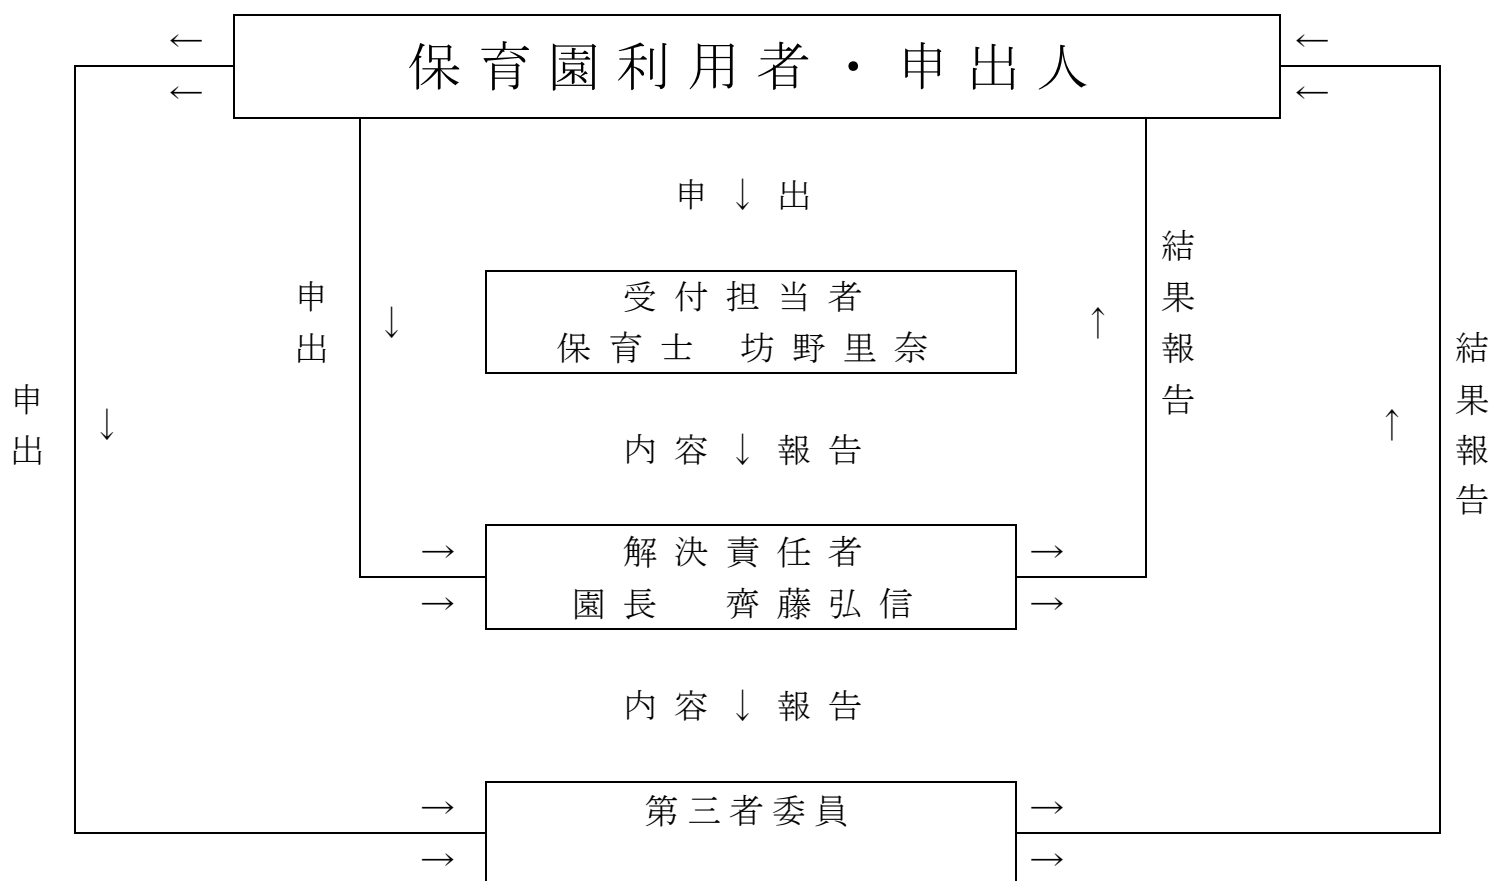 ← 保育園利用者・申出人 ←
← ←
申↓出
申出
↓
受付担当者
保育士　坊野里奈
↑
結果報告
申出
↓
内容↓報告
↑
結果報告
→ 解決責任者 →
→ 園長　齊藤弘信 →
内容↓報告
→ 第三者委員 →
→ →